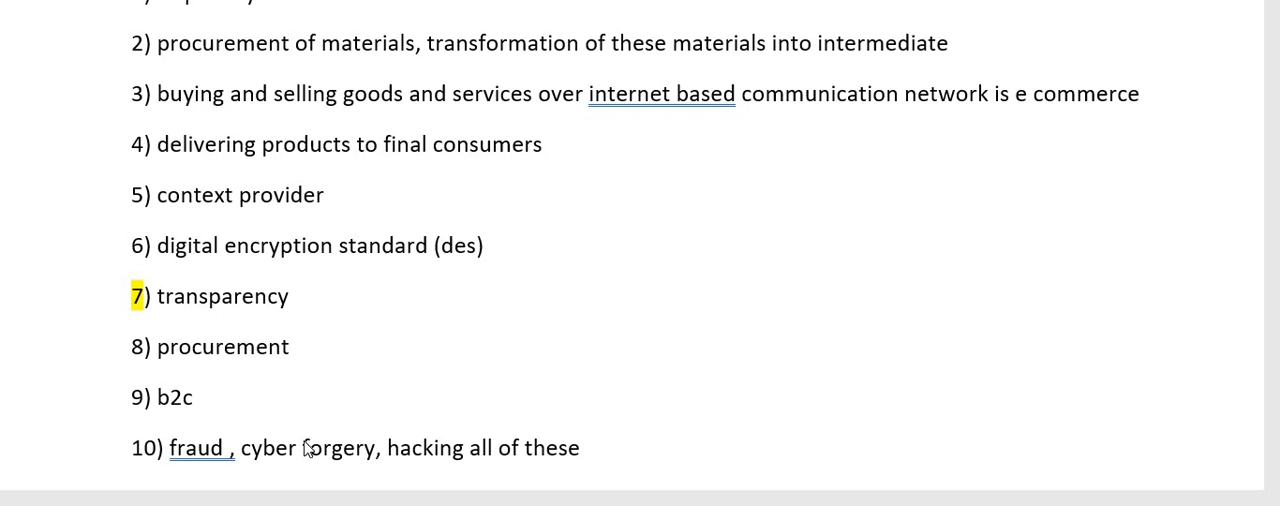 2) procurement of materials, transformation of these materials into intermediate
3) buying and selling goods and services over internet based communication network is e commerce
4) delivering products to final consumers
5) context provider
6) digital encryption standard (des)
7) transparency
8) procurement
9) b2c
10) fraud , cyber forgery, hacking all of these